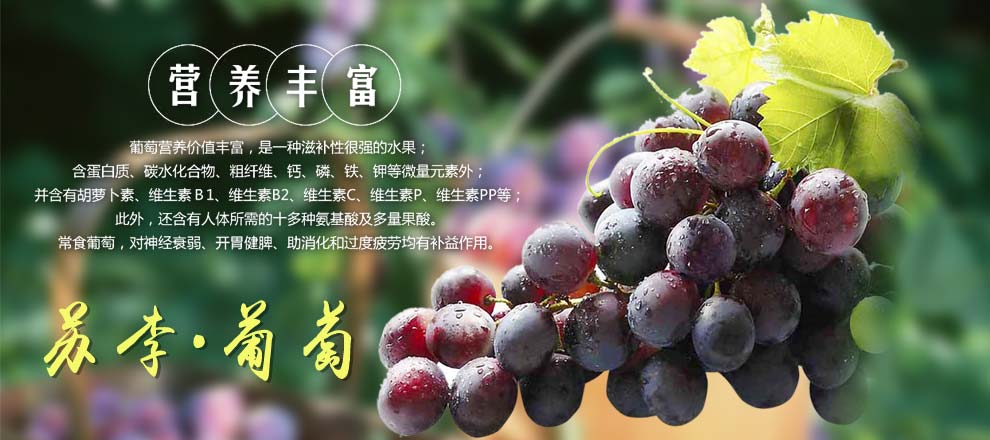 营养丰富
葡萄营养价值丰富，是一种滋补性很强的水果；
含蛋白质、碳水化合物、粗纤维、钙、磷、铁、钾等微量元素外；
并含有胡萝卜素、维生素B1、维生素B2、维生素C、维生素P、维生素PP等；
此外，还含有人体所需的十多种氨基酸及多量果酸。
常食葡萄，对神经衰弱、开胃健脾、助消化和过度疲劳均有补益作用。
苏李·葡萄